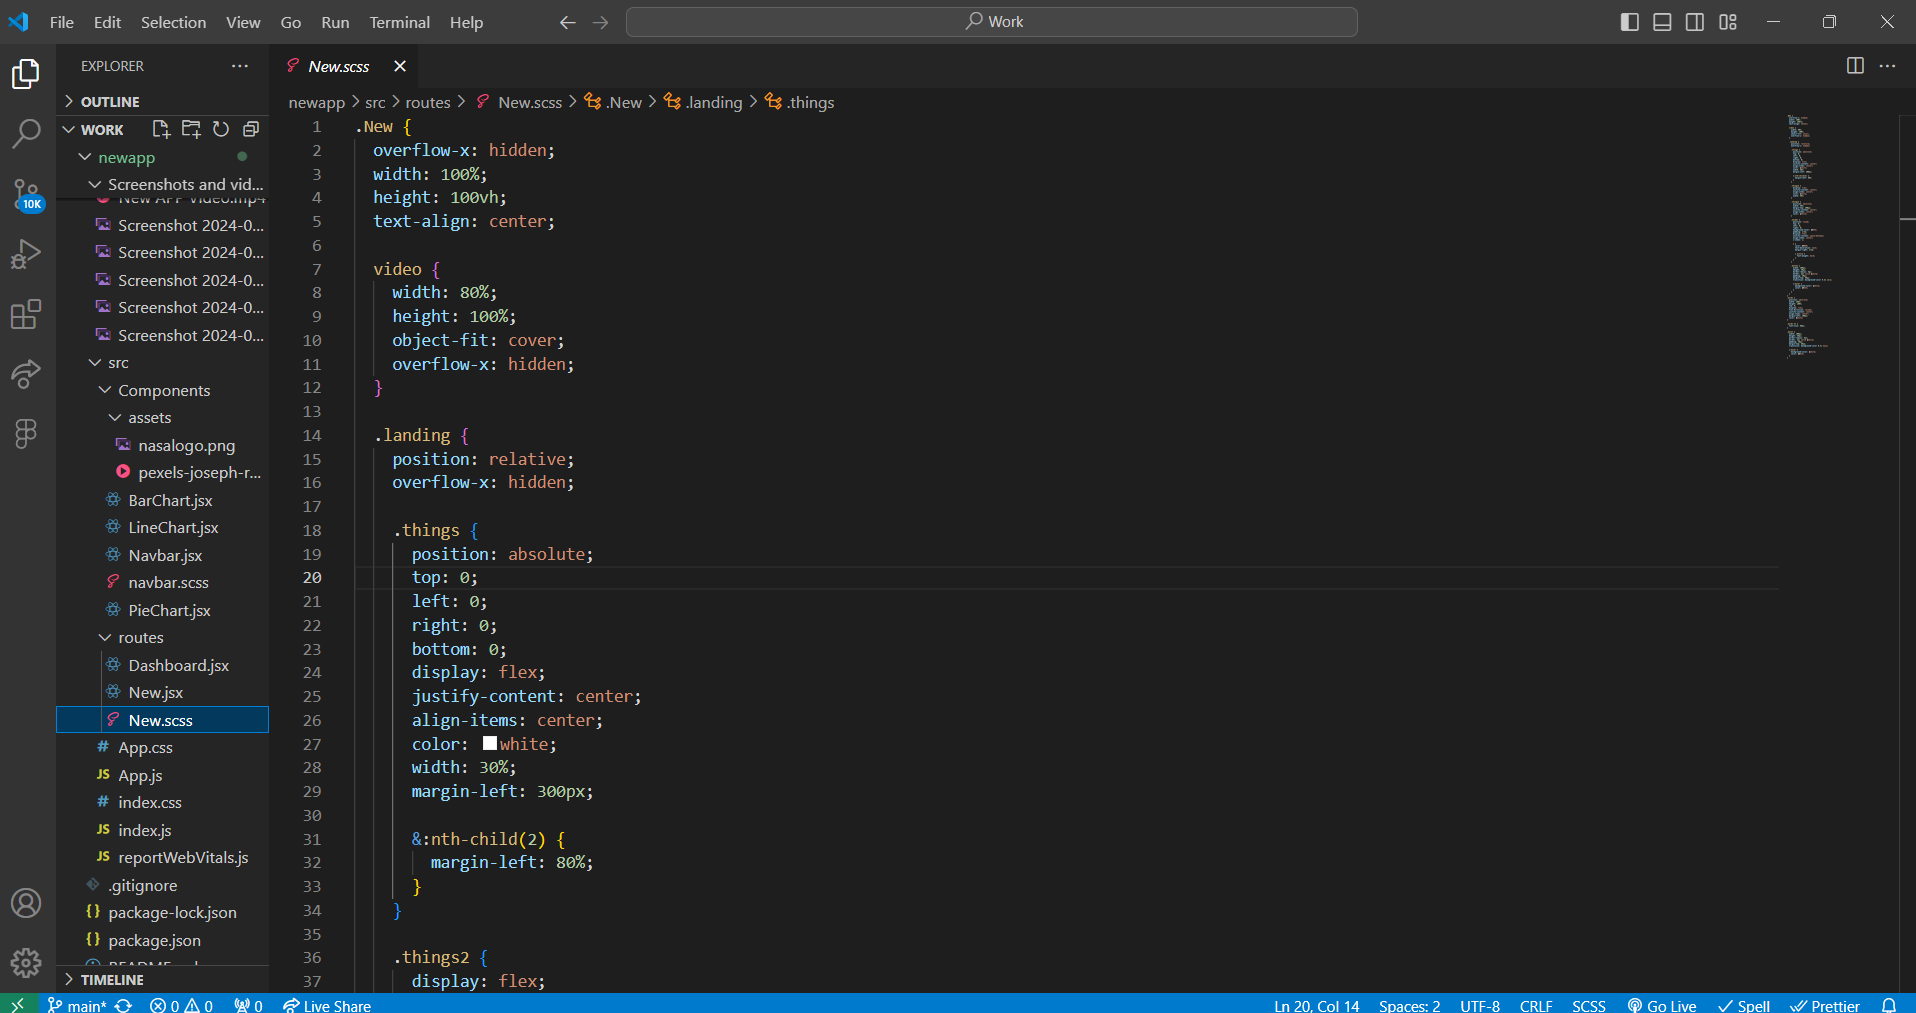 File Edit Selection View Go Run Terminal Help
Work
EXPLORER
OUTLINE
WORK
newapp
Screenshots and vid...
New APP Video.mp4
Screenshot 2024-0...
Screenshot 2024-0...
Screenshot 2024-0...
Screenshot 2024-0...
Screenshot 2024-0...
src
Components
assets
nasalogo.png
pexels-joseph-r...
BarChart.jsx
LineChart.jsx
Navbar.jsx
navbar.scss
PieChart.jsx
routes
Dashboard.jsx
New.jsx
New.scss
# App.css
JS App.js
# index.css
JS index.js
JS reportWebVitals.js
.gitignore
{} package-lock.json
{} package.json
TIMELINE
10K
New.scss
newapp > src > routes > New.scss > .New > .landing > .things
1 .New {
2 overflow-x: hidden;
3 width: 100%;
4 height: 100vh;
5 text-align: center;
6
7 video {
8 width: 80%;
9 height: 100%;
10 object-fit: cover;
11 overflow-x: hidden;
12 }
13
14 .landing {
15 position: relative;
16 overflow-x: hidden;
17
18 .things {
19 position: absolute;
20 top: 0;
21 left: 0;
22 right: 0;
23 bottom: 0;
24 display: flex;
25 justify-content: center;
26 align-items: center;
27 color: white;
28 width: 30%;
29 margin-left: 300px;
30
31 &:nth-child(2) {
32 margin-left: 80%;
33 }
34 }
35
36 .things2 {
37 display: flex;
main* 0 0 0 Live Share Ln 20, Col 14 Spaces: 2 UTF-8 CRLF SCSS Go Live Spell Prettier